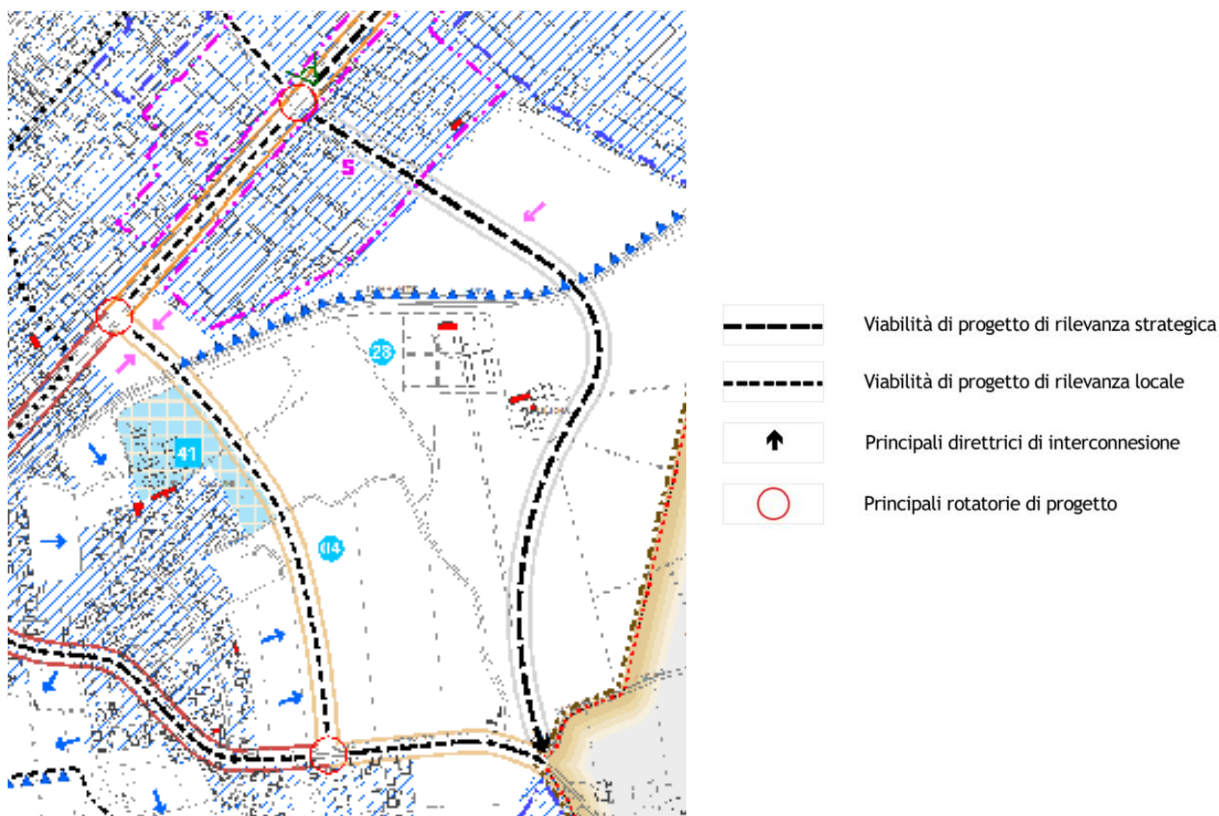 S
S
28
41
04
Viabilità di progetto di rilevanza strategica
Viabilità di progetto di rilevanza locale
Principali direttrici di interconnesione
Principali rotatorie di progetto